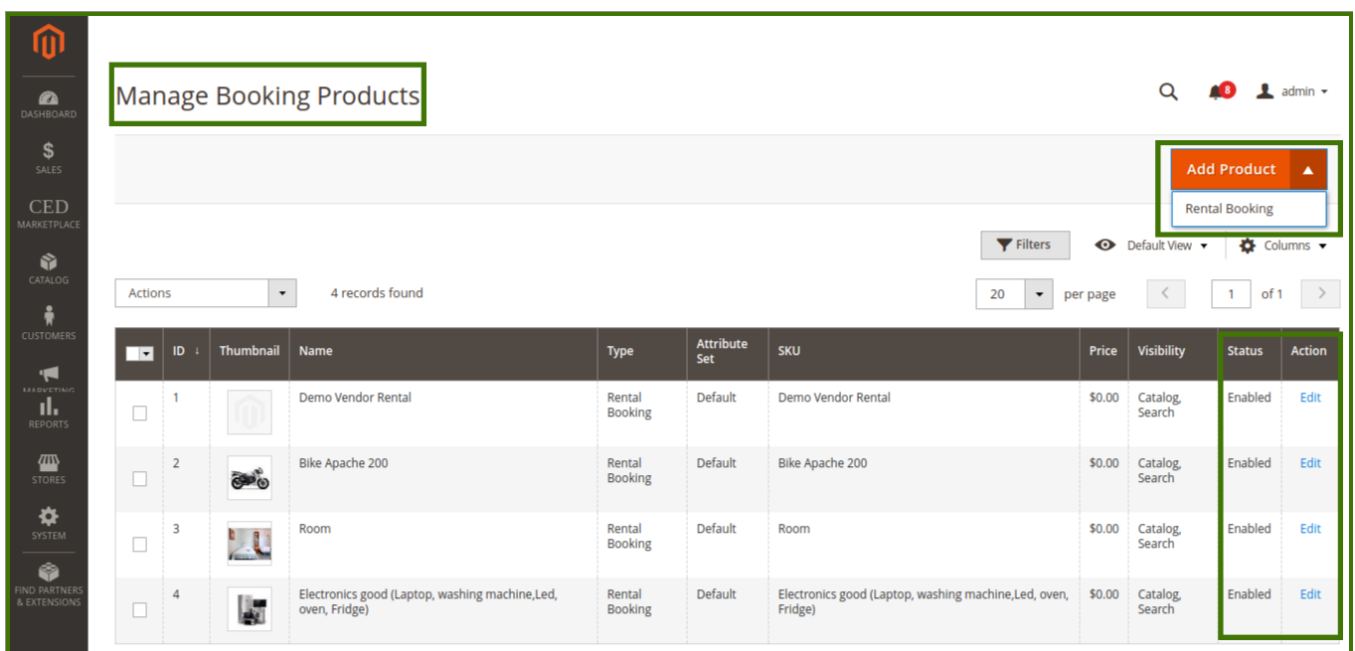 Manage Booking Products
8
admin
DASHBOARD
SALES
CED
MARKETPLACE
CATALOG
CUSTOMERS
MARKETING
REPORTS
STORES
SYSTEM
FIND PARTNERS
& EXTENSIONS
Add Product
Rental Booking
Filters
Default View
Columns
Actions
4 records found
20
per page
1
of 1
ID ↓ Thumbnail Name Type Attribute Set SKU Price Visibility Status Action
1 Demo Vendor Rental Rental Booking Default Demo Vendor Rental $0.00 Catalog, Search Enabled Edit
2 Bike Apache 200 Rental Booking Default Bike Apache 200 $0.00 Catalog, Search Enabled Edit
3 Room Rental Booking Default Room $0.00 Catalog, Search Enabled Edit
4 Electronics good (Laptop, washing machine,Led, oven, Fridge) Rental Booking Default Electronics good (Laptop, washing machine,Led, oven, Fridge) $0.00 Catalog, Search Enabled Edit